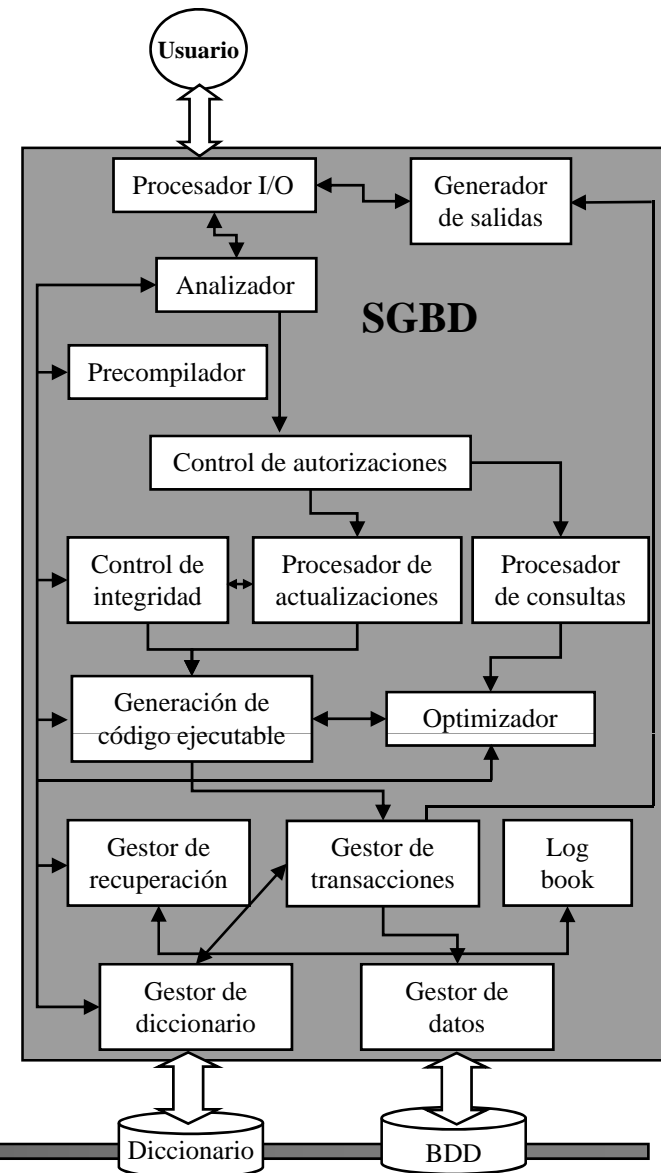 Usuario
Procesador I/O
Generador
de salidas
Analizador
SGBD
Precompilador
Control de autorizaciones
Control de
integridad
Procesador de
actualizaciones
Procesador
de consultas
Generación de
código ejecutable
Optimizador
Gestor de
recuperación
Gestor de
transacciones
Log
book
Gestor de
diccionario
Gestor de
datos
Diccionario
BDD